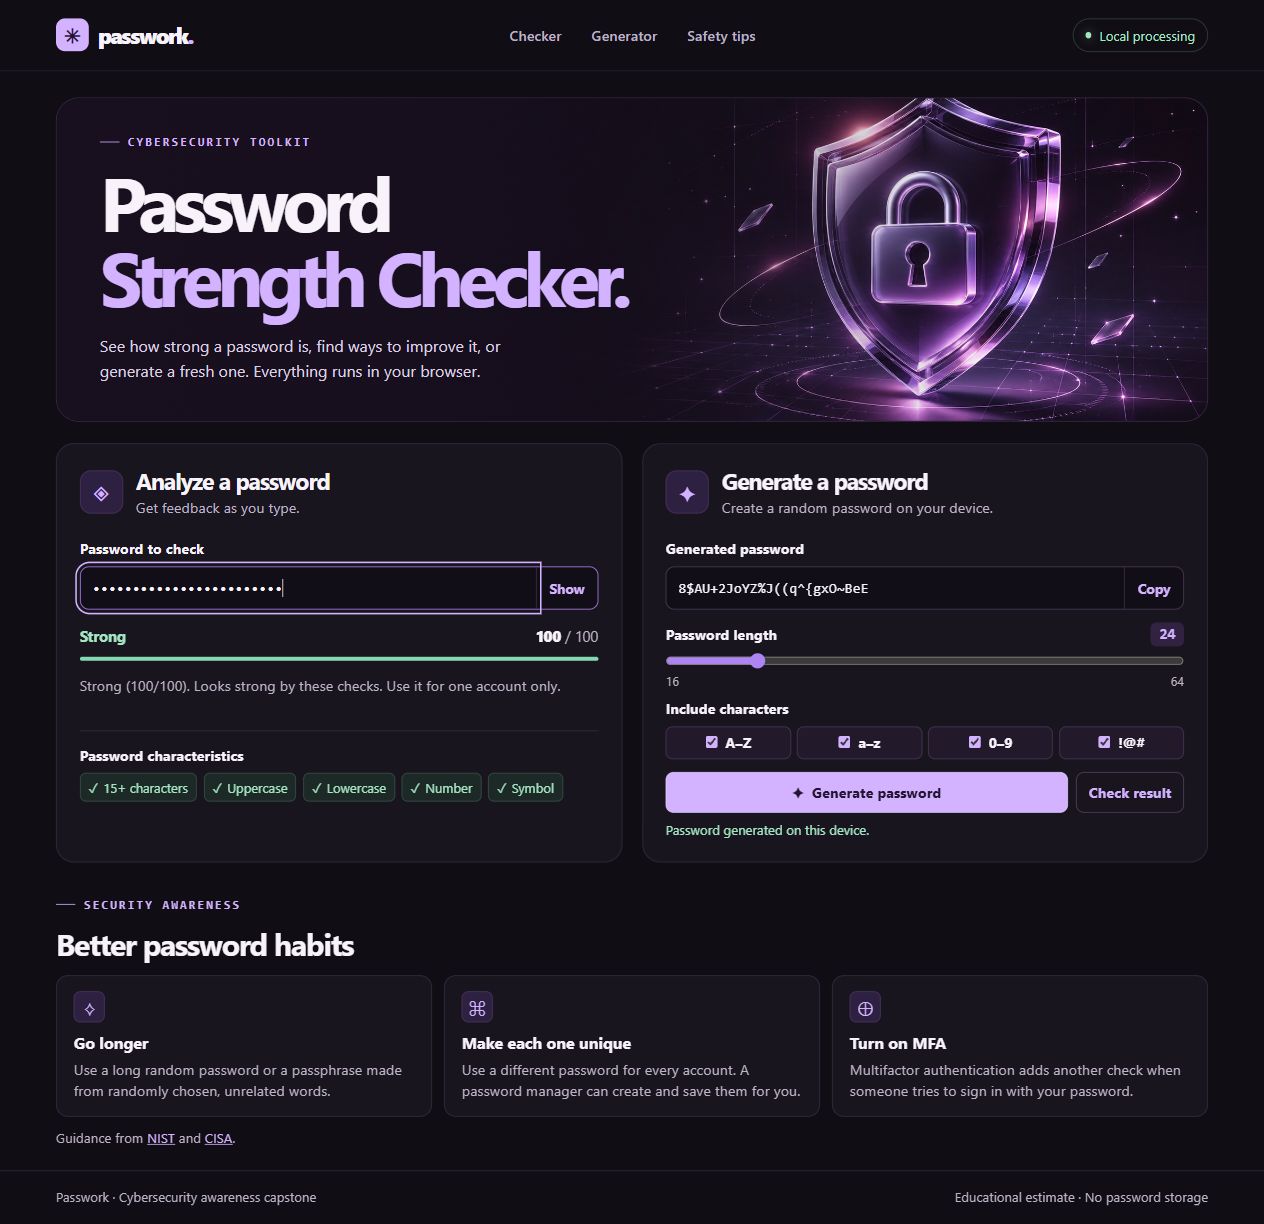 passwork.
Checker
Generator
Safety tips
Local processing
CYBERSECURITY TOOLKIT
Password
Strength Checker.
See how strong a password is, find ways to improve it, or
generate a fresh one. Everything runs in your browser.
Analyze a password
Get feedback as you type.
Password to check
••••••••••••••••••••••••
Show
Strong
100 / 100
Strong (100/100). Looks strong by these checks. Use it for one account only.
Password characteristics
✓ 15+ characters
✓ Uppercase
✓ Lowercase
✓ Number
✓ Symbol
Generate a password
Create a random password on your device.
Generated password
8$AU+2JoYZ%J((q^{gxO~BeE
Copy
Password length
24
16
64
Include characters
A–Z
a–z
0–9
!@#
Generate password
Check result
Password generated on this device.
SECURITY AWARENESS
Better password habits
Go longer
Use a long random password or a passphrase made
from randomly chosen, unrelated words.
Make each one unique
Use a different password for every account. A
password manager can create and save them for you.
Turn on MFA
Multifactor authentication adds another check when
someone tries to sign in with your password.
Guidance from NIST and CISA.
Passwork · Cybersecurity awareness capstone
Educational estimate · No password storage